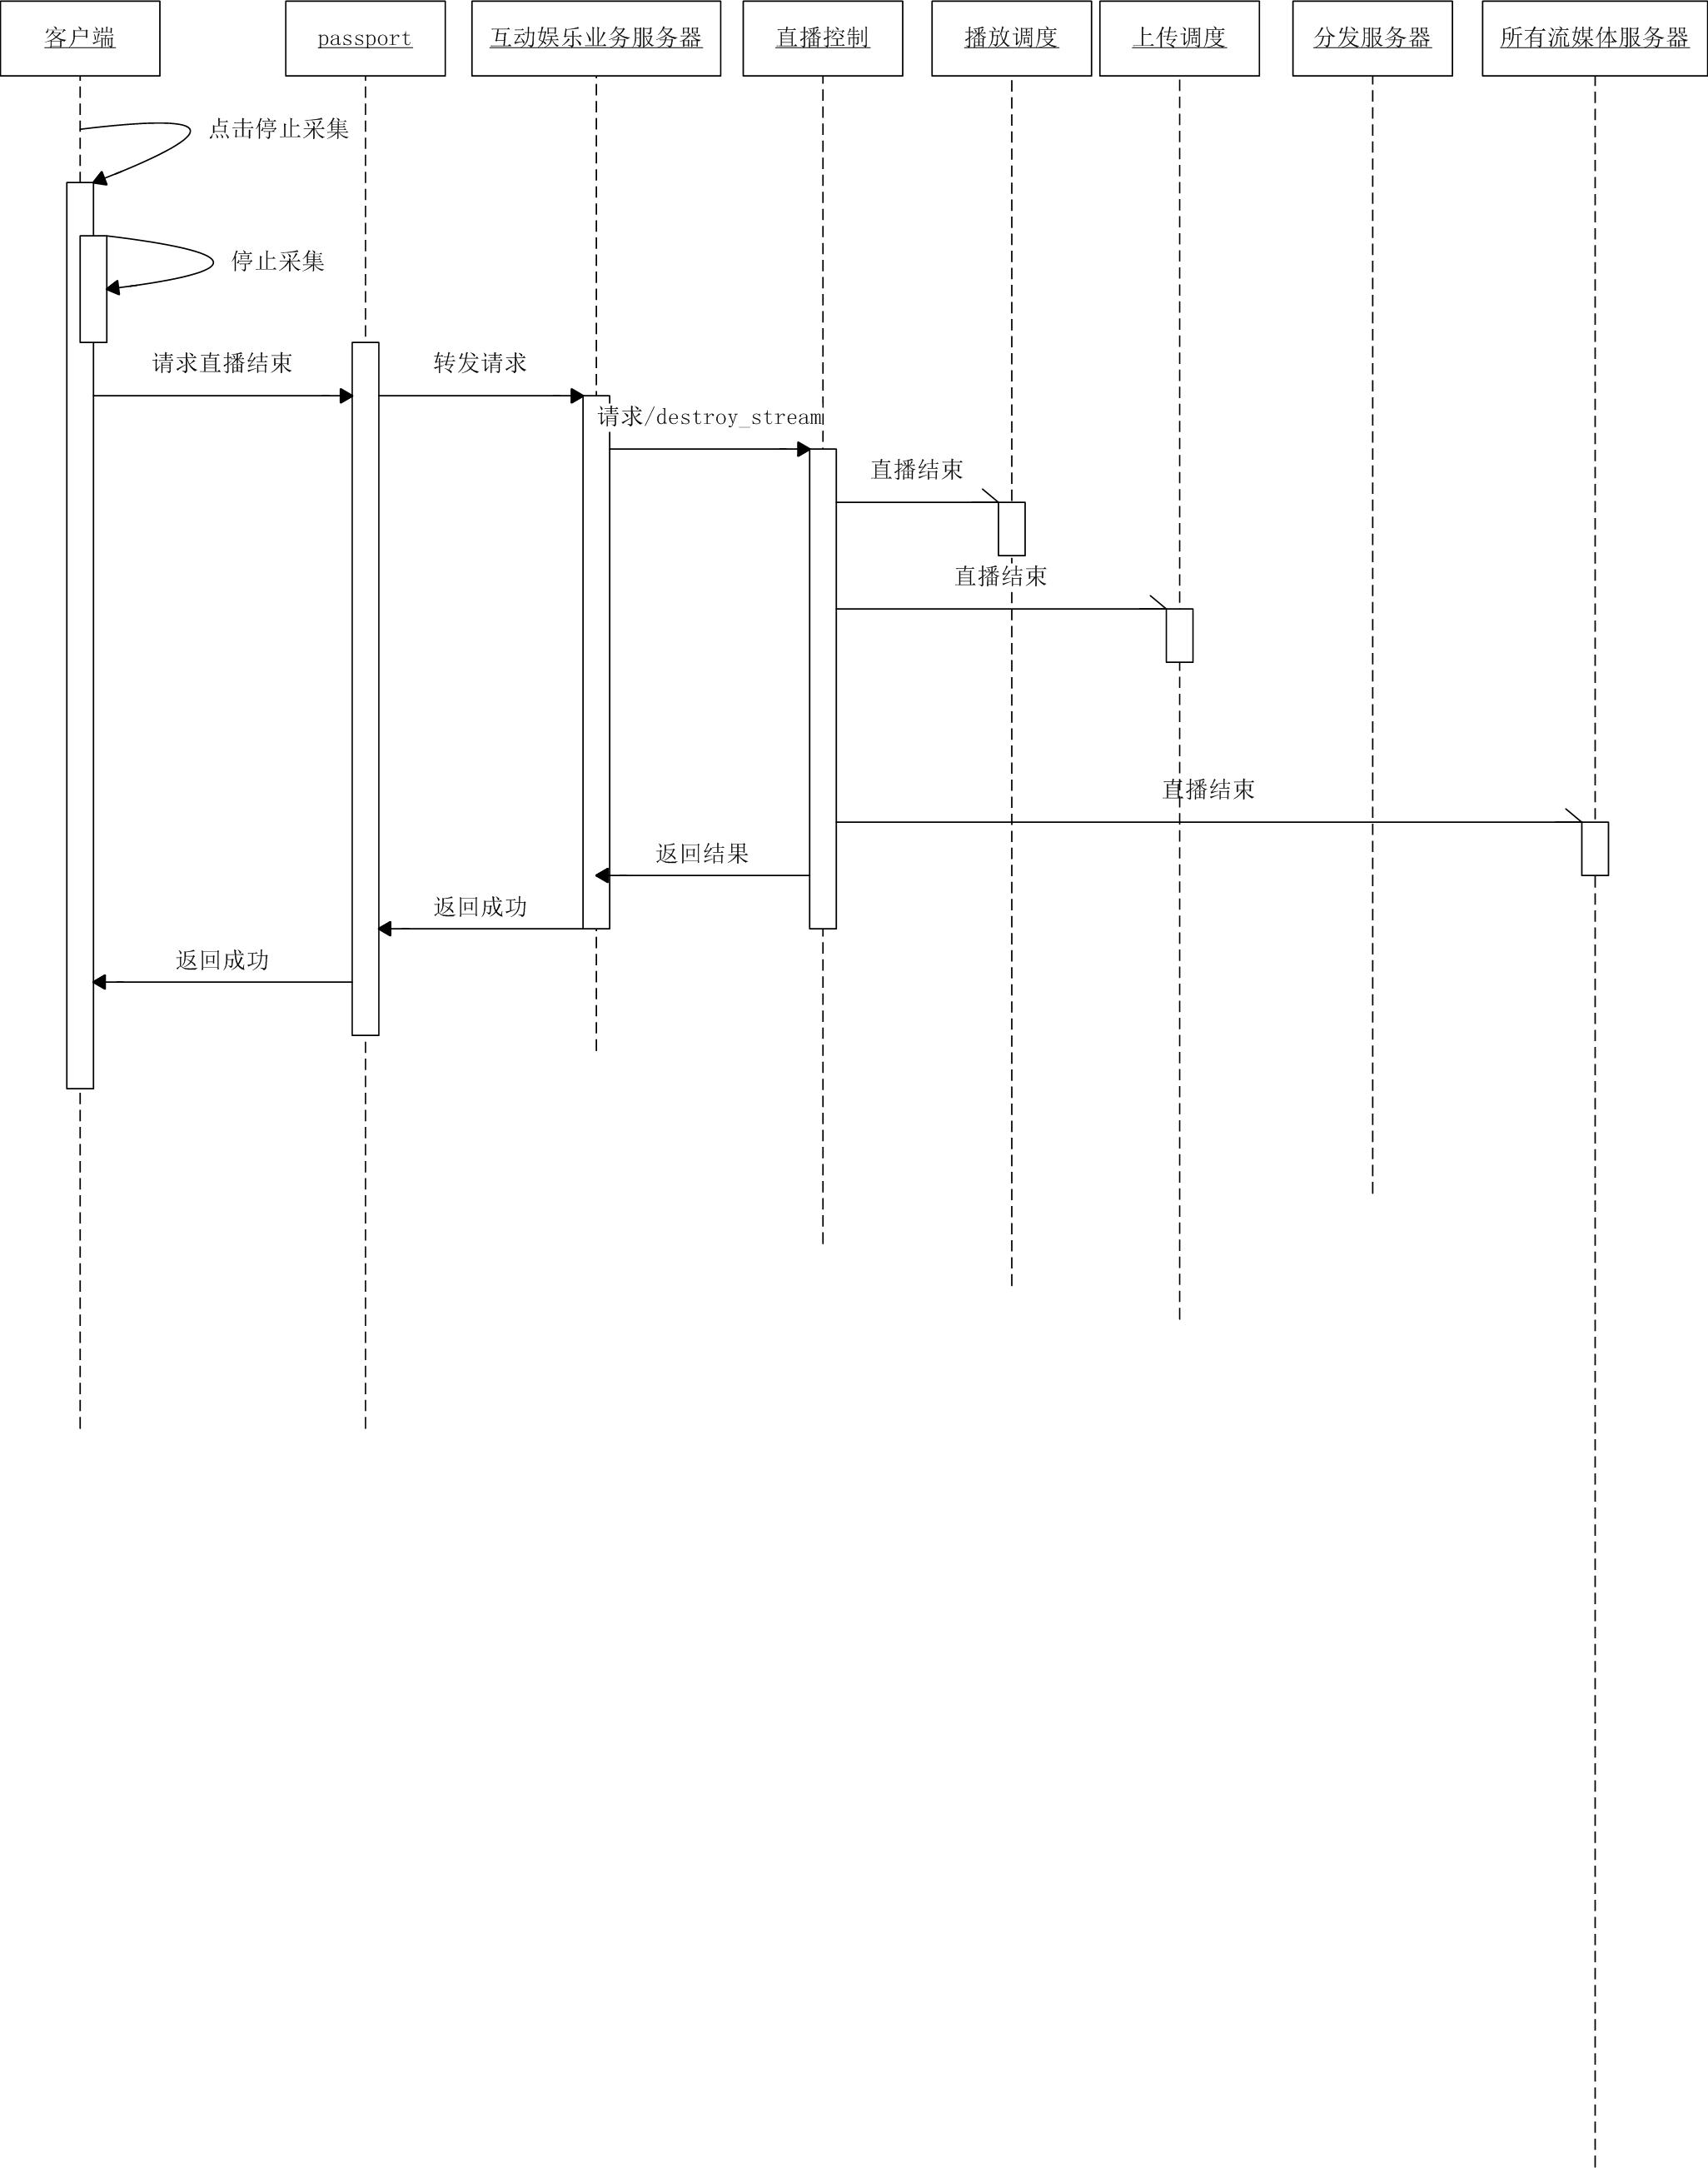 客户端
passport
互动娱乐业务服务器
直播控制
播放调度
上传调度
分发服务器
所有流媒体服务器
点击停止采集
停止采集
请求直播结束
转发请求
请求/destroy_stream
直播结束
直播结束
直播结束
返回结果
返回成功
返回成功